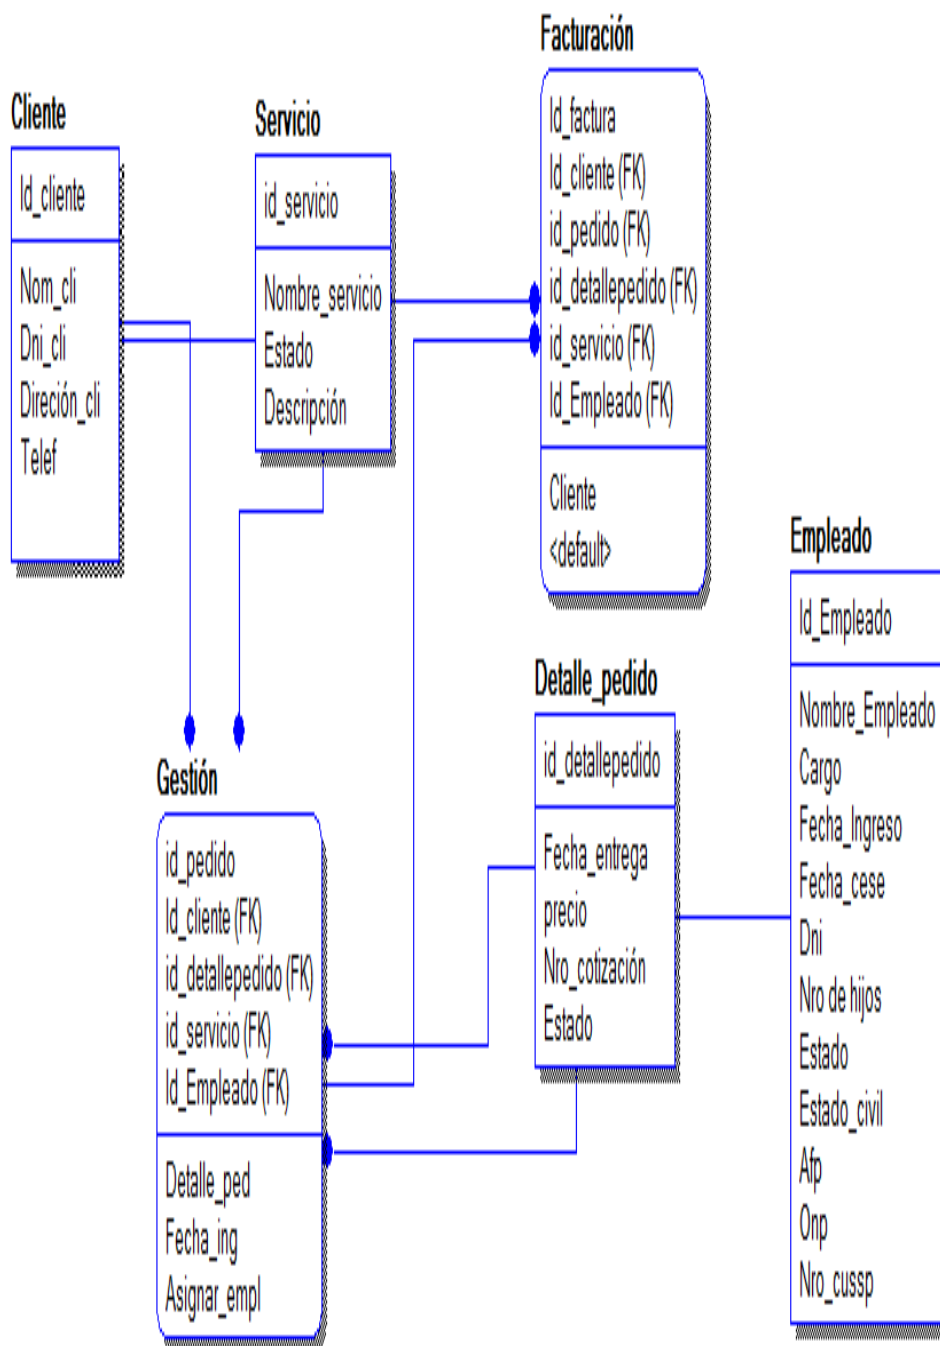 Cliente
Id_cliente
Nom_cli
Dni_cli
Direción_cli
Telef
Servicio
id_servicio
Nombre_servicio
Estado
Descripción
Facturación
Id_factura
Id_cliente (FK)
id_pedido (FK)
id_detallepedido (FK)
id_servicio (FK)
Id_Empleado (FK)
Cliente
<default>
Gestión
id_pedido
Id_cliente (FK)
id_detallepedido (FK)
id_servicio (FK)
Id_Empleado (FK)
Detalle_ped
Fecha_ing
Asignar_empl
Detalle_pedido
id_detallepedido
Fecha_entrega
precio
Nro_cotización
Estado
Empleado
Id_Empleado
Nombre_Empleado
Cargo
Fecha_Ingreso
Fecha_cese
Dni
Nro de hijos
Estado
Estado_civil
Afp
Onp
Nro_cussp